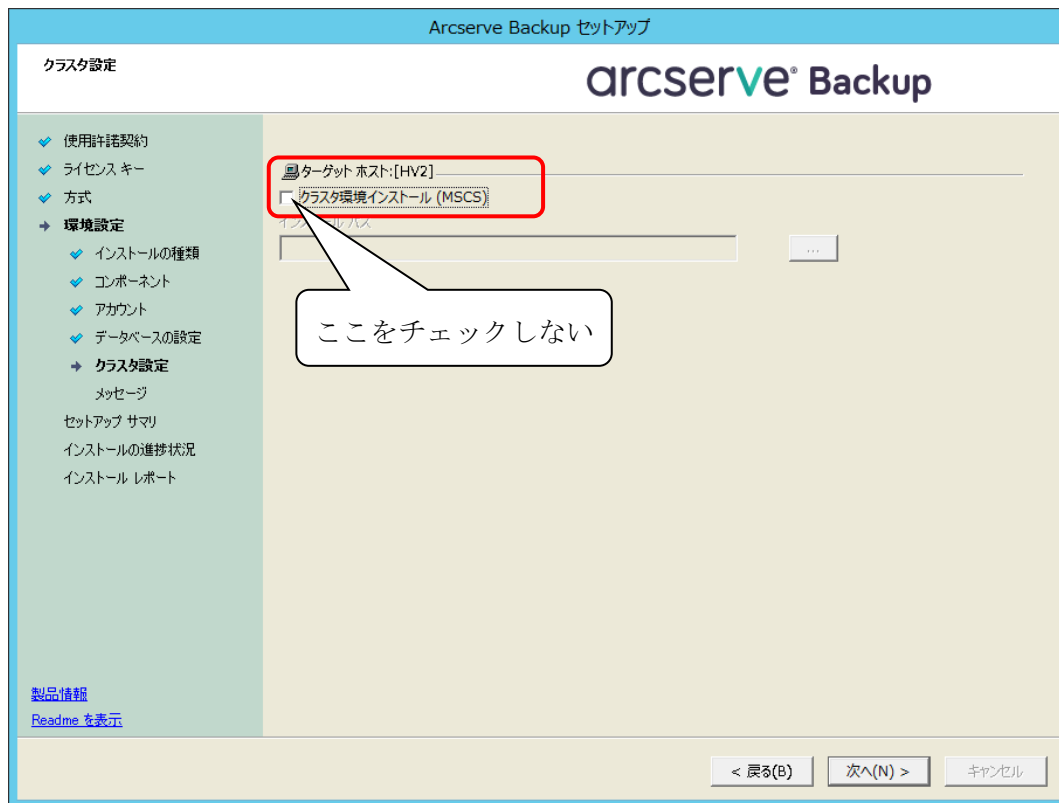 Arcserve Backup セットアップ
クラスタ設定
arcserve® Backup
使用許諾契約
ライセンス キー
方式
環境設定
インストールの種類
コンポーネント
アカウント
データベースの設定
クラスタ設定
メッセージ
セットアップ サマリ
インストールの進捗状況
インストール レポート
製品情報
Readme を表示
ターゲット ホスト:[HV2]
クラスタ環境インストール (MSCS)
インストール パス
...
ここをチェックしない
< 戻る(B)
次へ(N) >
キャンセル